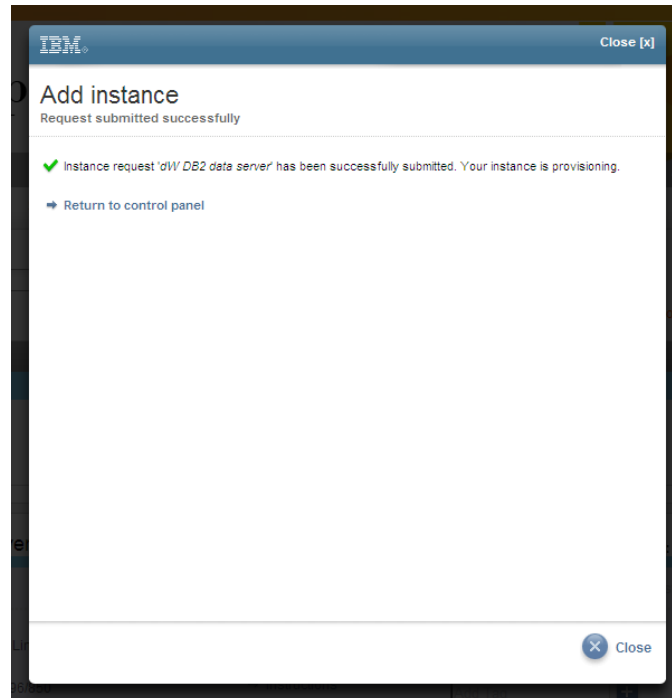 IBM®
Close [x]
Add instance
Request submitted successfully
Instance request 'dW DB2 data server' has been successfully submitted. Your instance is provisioning.
Return to control panel
Close